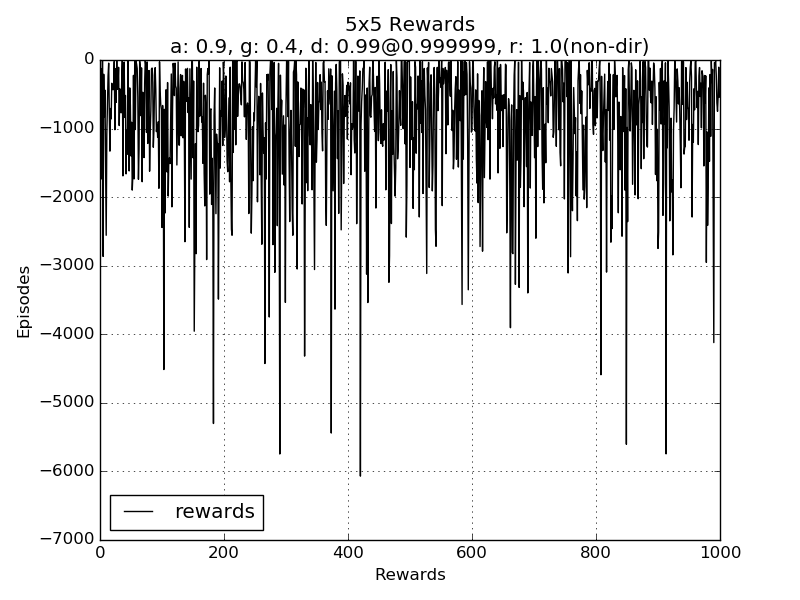 5x5 Rewards
a: 0.9, g: 0.4, d: 0.99@0.999999, r: 1.0(non-dir)
0
−1000
−2000
−3000
−4000
−5000
−6000
−7000
Episodes
rewards
0 200 400 600 800 1000
Rewards